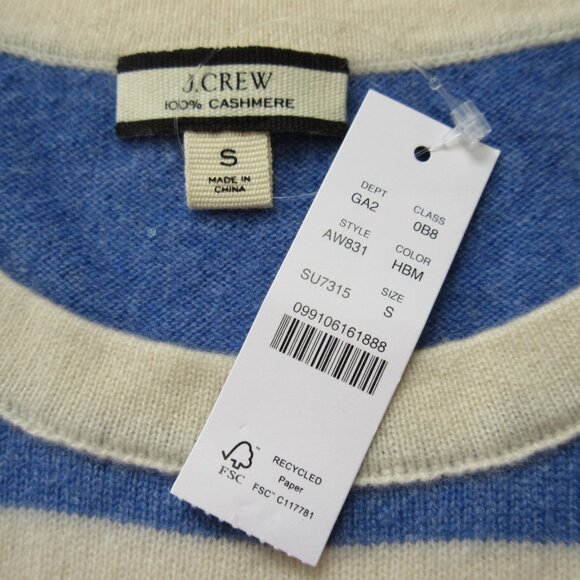 J.CREW
100% CASHMERE
S
MADE IN
CHINA
DEPT CLASS
GA2 0B8
STYLE COLOR
AW831 HBM
SU7315 SIZE
S
099106161888
FSC
RECYCLED
Paper
FSC™ C117781